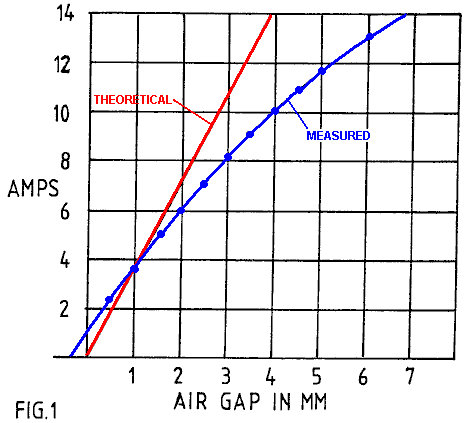 14
12
THEORETICAL
10
MEASURED
8
AMPS
6
4
2
1 2 3 4 5 6 7
AIR GAP IN MM
FIG.1